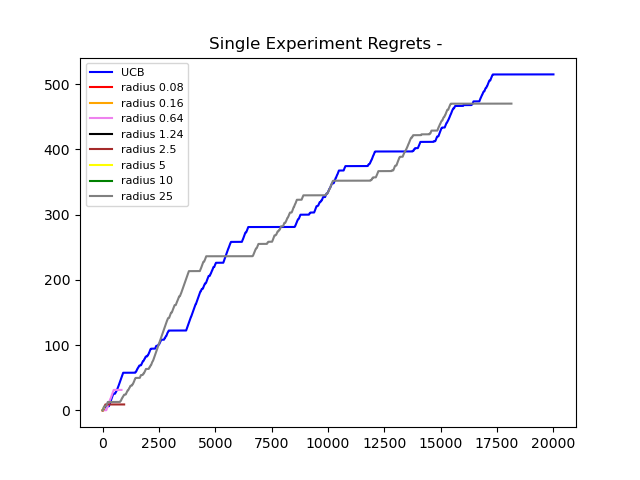 Single Experiment Regrets -
UCB
radius 0.08
radius 0.16
radius 0.64
radius 1.24
radius 2.5
radius 5
radius 10
radius 25
500
400
300
200
100
0
0 2500 5000 7500 10000 12500 15000 17500 20000